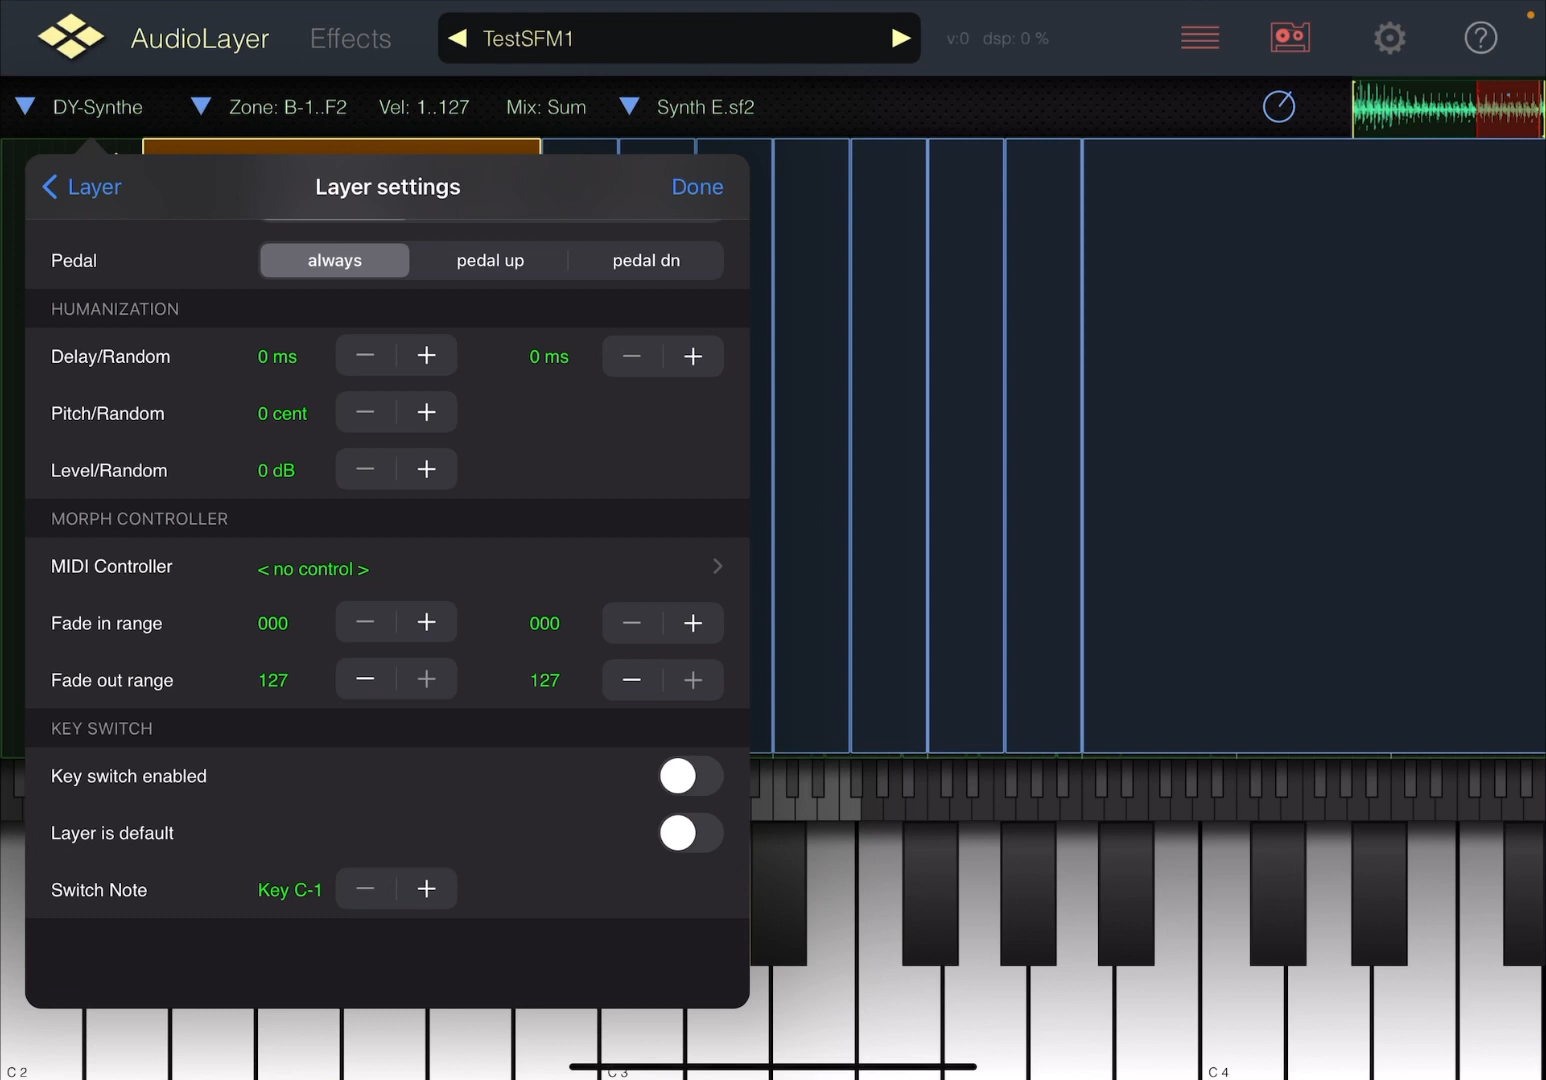 AudioLayer Effects TestSFM1 v:0 dsp: 0 % ?
DY-Synthe Zone: B-1..F2 Vel: 1..127 Mix: Sum Synth E.sf2
Layer Layer settings Done
Pedal always pedal up pedal dn
HUMANIZATION
Delay/Random 0 ms − + 0 ms − +
Pitch/Random 0 cent − +
Level/Random 0 dB − +
MORPH CONTROLLER
MIDI Controller < no control >
Fade in range 000 − + 000 − +
Fade out range 127 − + 127 − +
KEY SWITCH
Key switch enabled
Layer is default
Switch Note Key C-1 − +
C 2 C 3 C 4